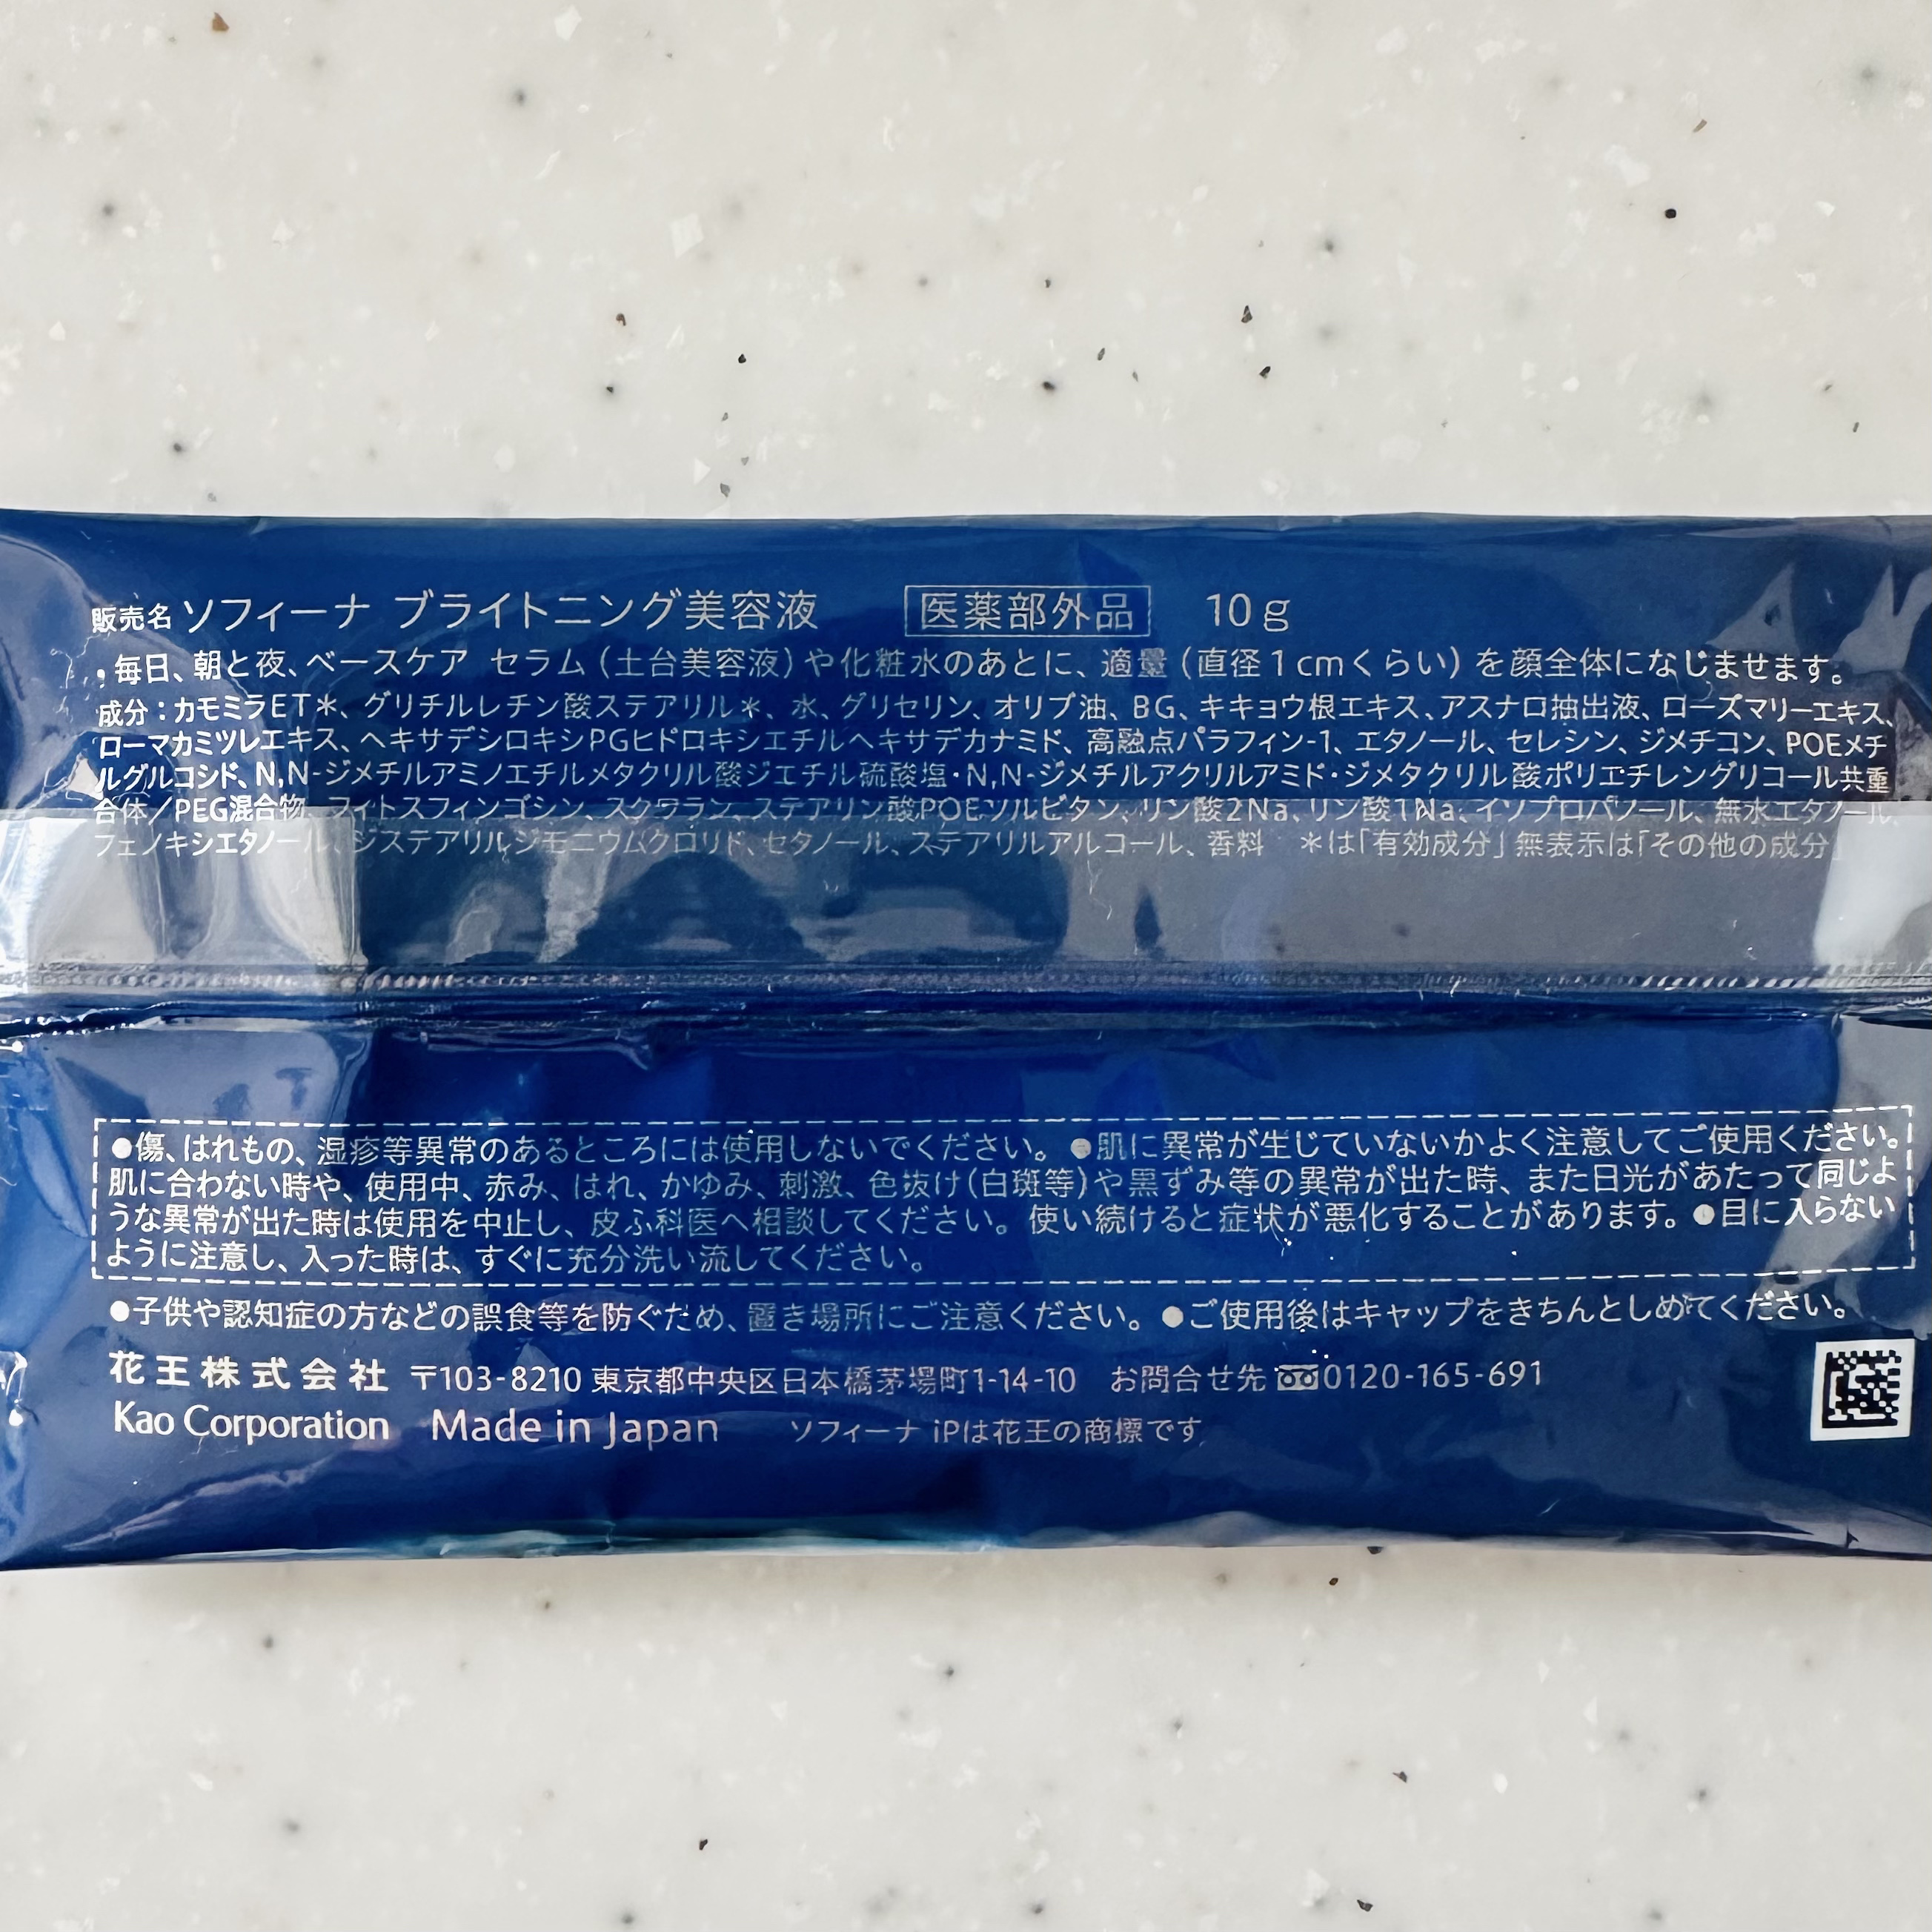 販売名 ソフィーナ ブライトニング美容液 医薬部外品 10g
・毎日、朝と夜、ベースケア セラム(土台美容液)や化粧水のあとに、適量(直径1cmくらい)を顔全体になじませます。
成分:カモミラET＊、グリチルレチン酸ステアリル＊、水、グリセリン、オリブ油、BG、キキョウ根エキス、アスナロ抽出液、ローズマリーエキス、
ローマカミツレエキス、ヘキサデシロキシPGヒドロキシエチルヘキサデカナミド、高融点パラフィン-1、エタノール、セレシン、ジメチコン、POEメチ
ルグルコシド、N,N-ジメチルアミノエチルメタクリル酸ジエチル硫酸塩・N,N-ジメチルアクリルアミド・ジメタクリル酸ポリエチレングリコール共重
合体/PEG混合物、フイトスフィンゴシン、スクワラン、ステアリン酸POEソルビタン、リン酸2Na、リン酸1Na、イソプロパノール、無水エタノール、
フェノキシエタノール、ジステアリルジモニウムクロリド、セタノール、ステアリルアルコール、香料 ＊は「有効成分」無表示は「その他の成分」
●傷、はれもの、湿疹等異常のあるところには使用しないでください。●肌に異常が生じていないかよく注意してご使用ください。
肌に合わない時や、使用中、赤み、はれ、かゆみ、刺激、色抜け(白斑等)や黒ずみ等の異常が出た時、また日光があたって同じよ
うな異常が出た時は使用を中止し、皮ふ科医へ相談してください。使い続けると症状が悪化することがあります。●目に入らない
ように注意し、入った時は、すぐに充分洗い流してください。
●子供や認知症の方などの誤食等を防ぐため、置き場所にご注意ください。●ご使用後はキャップをきちんとしめてください。
花王株式会社 〒103-8210 東京都中央区日本橋茅場町1-14-10 お問合せ先 0120-165-691
Kao Corporation Made in Japan ソフィーナ iPは花王の商標です